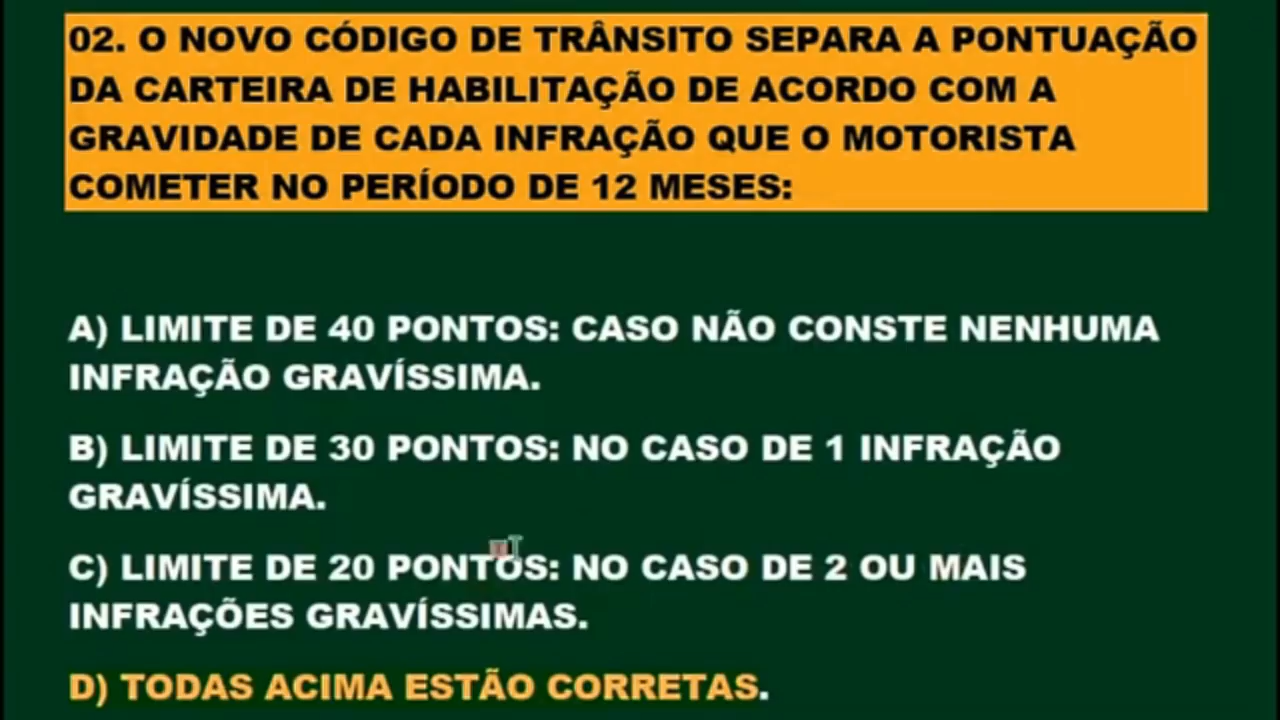 02. O NOVO CÓDIGO DE TRÂNSITO SEPARA A PONTUAÇÃO
DA CARTEIRA DE HABILITAÇÃO DE ACORDO COM A
GRAVIDADE DE CADA INFRAÇÃO QUE O MOTORISTA
COMETER NO PERÍODO DE 12 MESES:
A) LIMITE DE 40 PONTOS: CASO NÃO CONSTE NENHUMA
INFRAÇÃO GRAVÍSSIMA.
B) LIMITE DE 30 PONTOS: NO CASO DE 1 INFRAÇÃO
GRAVÍSSIMA.
C) LIMITE DE 20 PONTOS: NO CASO DE 2 OU MAIS
INFRAÇÕES GRAVÍSSIMAS.
D) TODAS ACIMA ESTÃO CORRETAS.